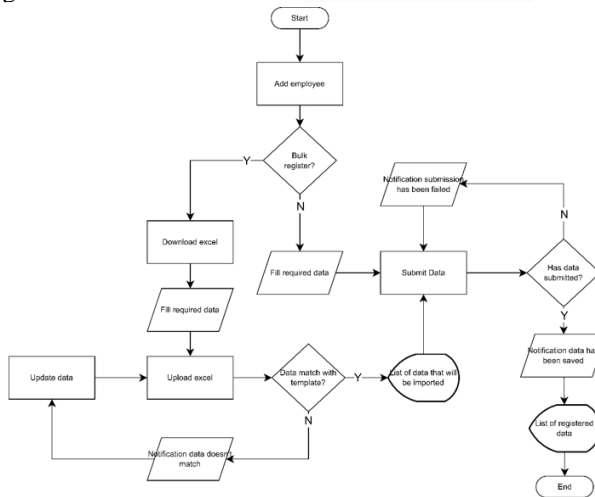 g
Start
Add employee
Bulk
register?
Y
N
Notification submission
has been failed
N
Download excel
Fill required data
Submit Data
Has data
submitted?
Y
Fill required data
Notification data has
been saved
Update data
Upload excel
Data match with
template?
Y
List of data that will
be imported
N
List of registered
data
Notification data doesn't
match
End